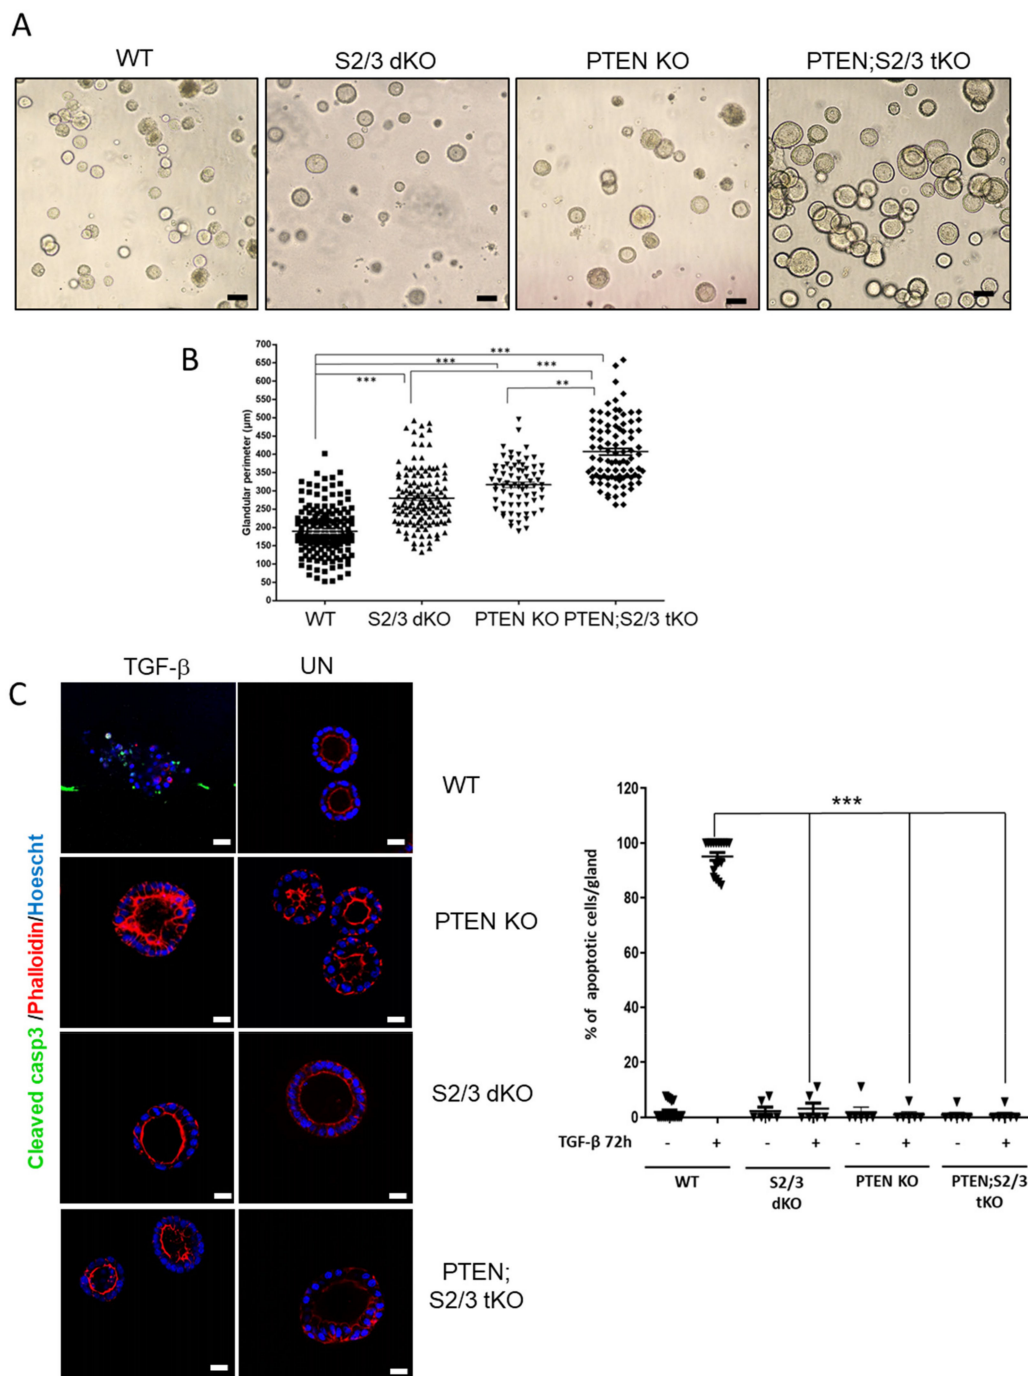 A
WT S2/3 dKO PTEN KO PTEN;S2/3 tKO
B
Glandular perimeter (µm)
700
650
600
550
500
450
400
350
300
250
200
150
100
50
0
***
***
***
***
**
WT S2/3 dKO PTEN KO PTEN;S2/3 tKO
C
TGF-β UN
Cleaved casp3 /Phalloidin/Hoescht
WT
PTEN KO
S2/3 dKO
PTEN;
S2/3 tKO
% of apoptotic cells/gland
120
100
80
60
40
20
0
***
TGF-β 72h - + - + - + - +
WT S2/3 PTEN KO PTEN;S2/3
dKO tKO